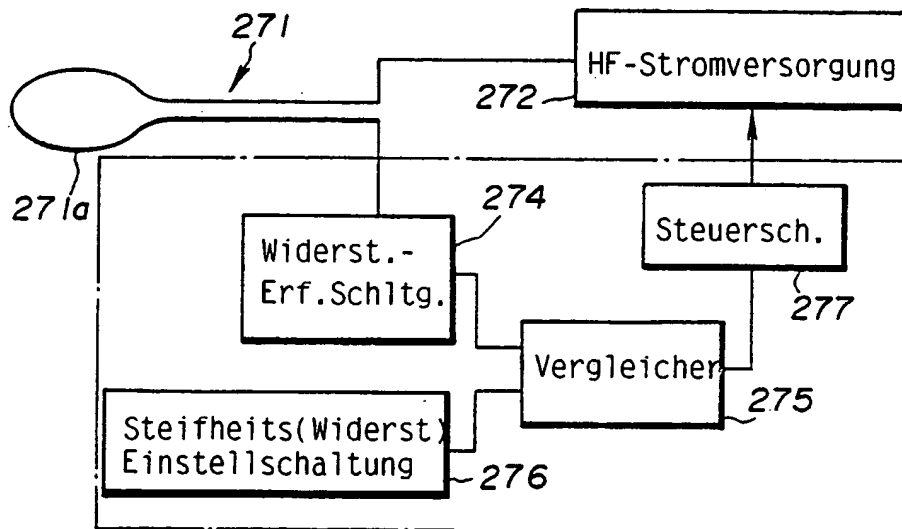 271
HF-Stromversorgung
272
271a
274
Widerst.-
Erf.Schltg.
Steuersch.
277
Vergleicher
275
Steifheits(Widerst)
Einstellschaltung
276